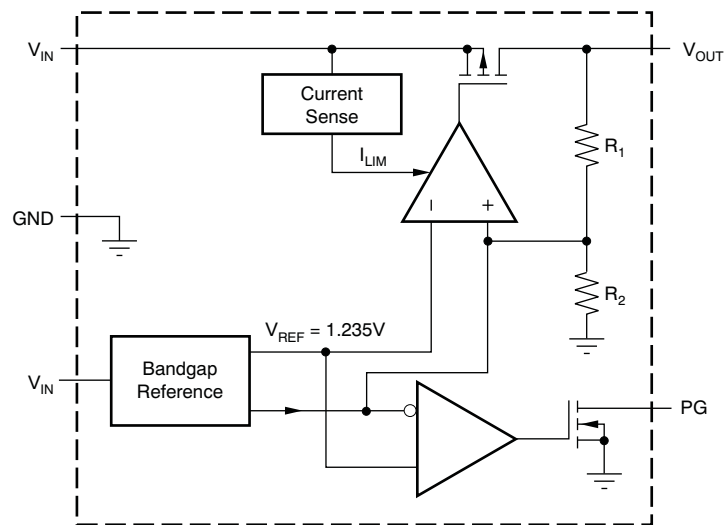 V_IN
V_OUT
Current
Sense
R_1
I_LIM
− +
GND
R_2
V_REF = 1.235V
V_IN
Bandgap
Reference
PG